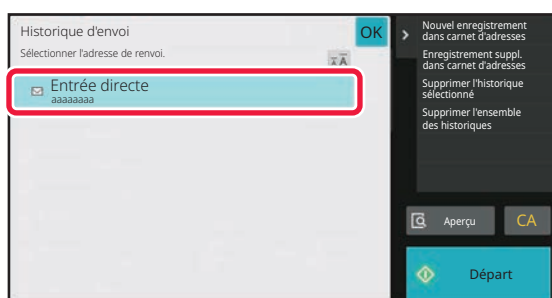 Historique d'envoi
OK
Sélectionner l'adresse de renvoi.
Entrée directe
aaaaaaaa
Nouvel enregistrement
dans carnet d'adresses
Enregistrement suppl.
dans carnet d'adresses
Supprimer l'historique
sélectionné
Supprimer l'ensemble
des historiques
Aperçu
CA
Départ